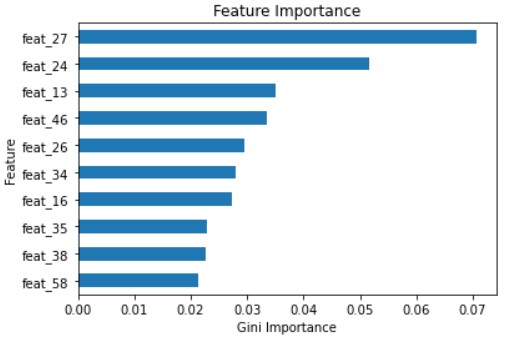 Feature Importance
feat_27
feat_24
feat_13
feat_46
feat_26
feat_34
feat_16
feat_35
feat_38
feat_58
Feature
0.00 0.01 0.02 0.03 0.04 0.05 0.06 0.07
Gini Importance